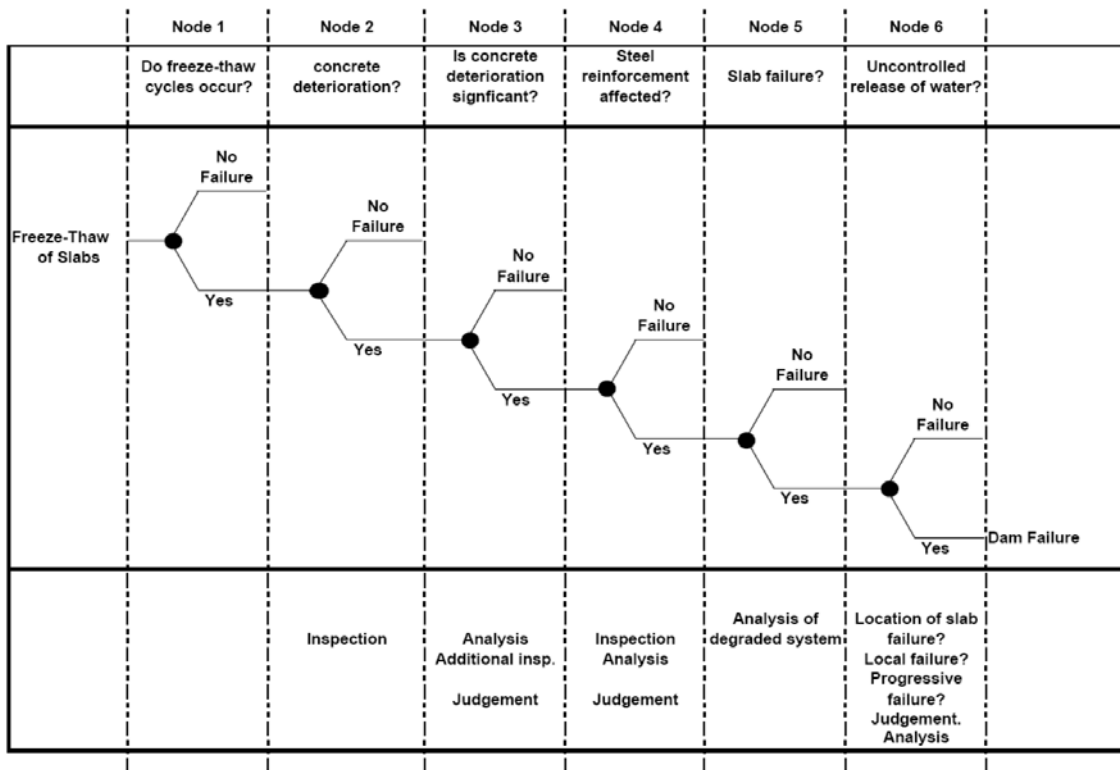 Node 1
Node 2
Node 3
Node 4
Node 5
Node 6
Do freeze-thaw
cycles occur?
concrete
deterioration?
Is concrete
deterioration
signficant?
Steel
reinforcement
affected?
Slab failure?
Uncontrolled
release of water?
Freeze-Thaw
of Slabs
No
Failure
Yes
No
Failure
Yes
No
Failure
Yes
No
Failure
Yes
No
Failure
Yes
No
Failure
Yes
Dam Failure
Inspection
Analysis
Additional insp.
Judgement
Inspection
Analysis
Judgement
Analysis of
degraded system
Location of slab
failure?
Local failure?
Progressive
failure?
Judgement.
Analysis